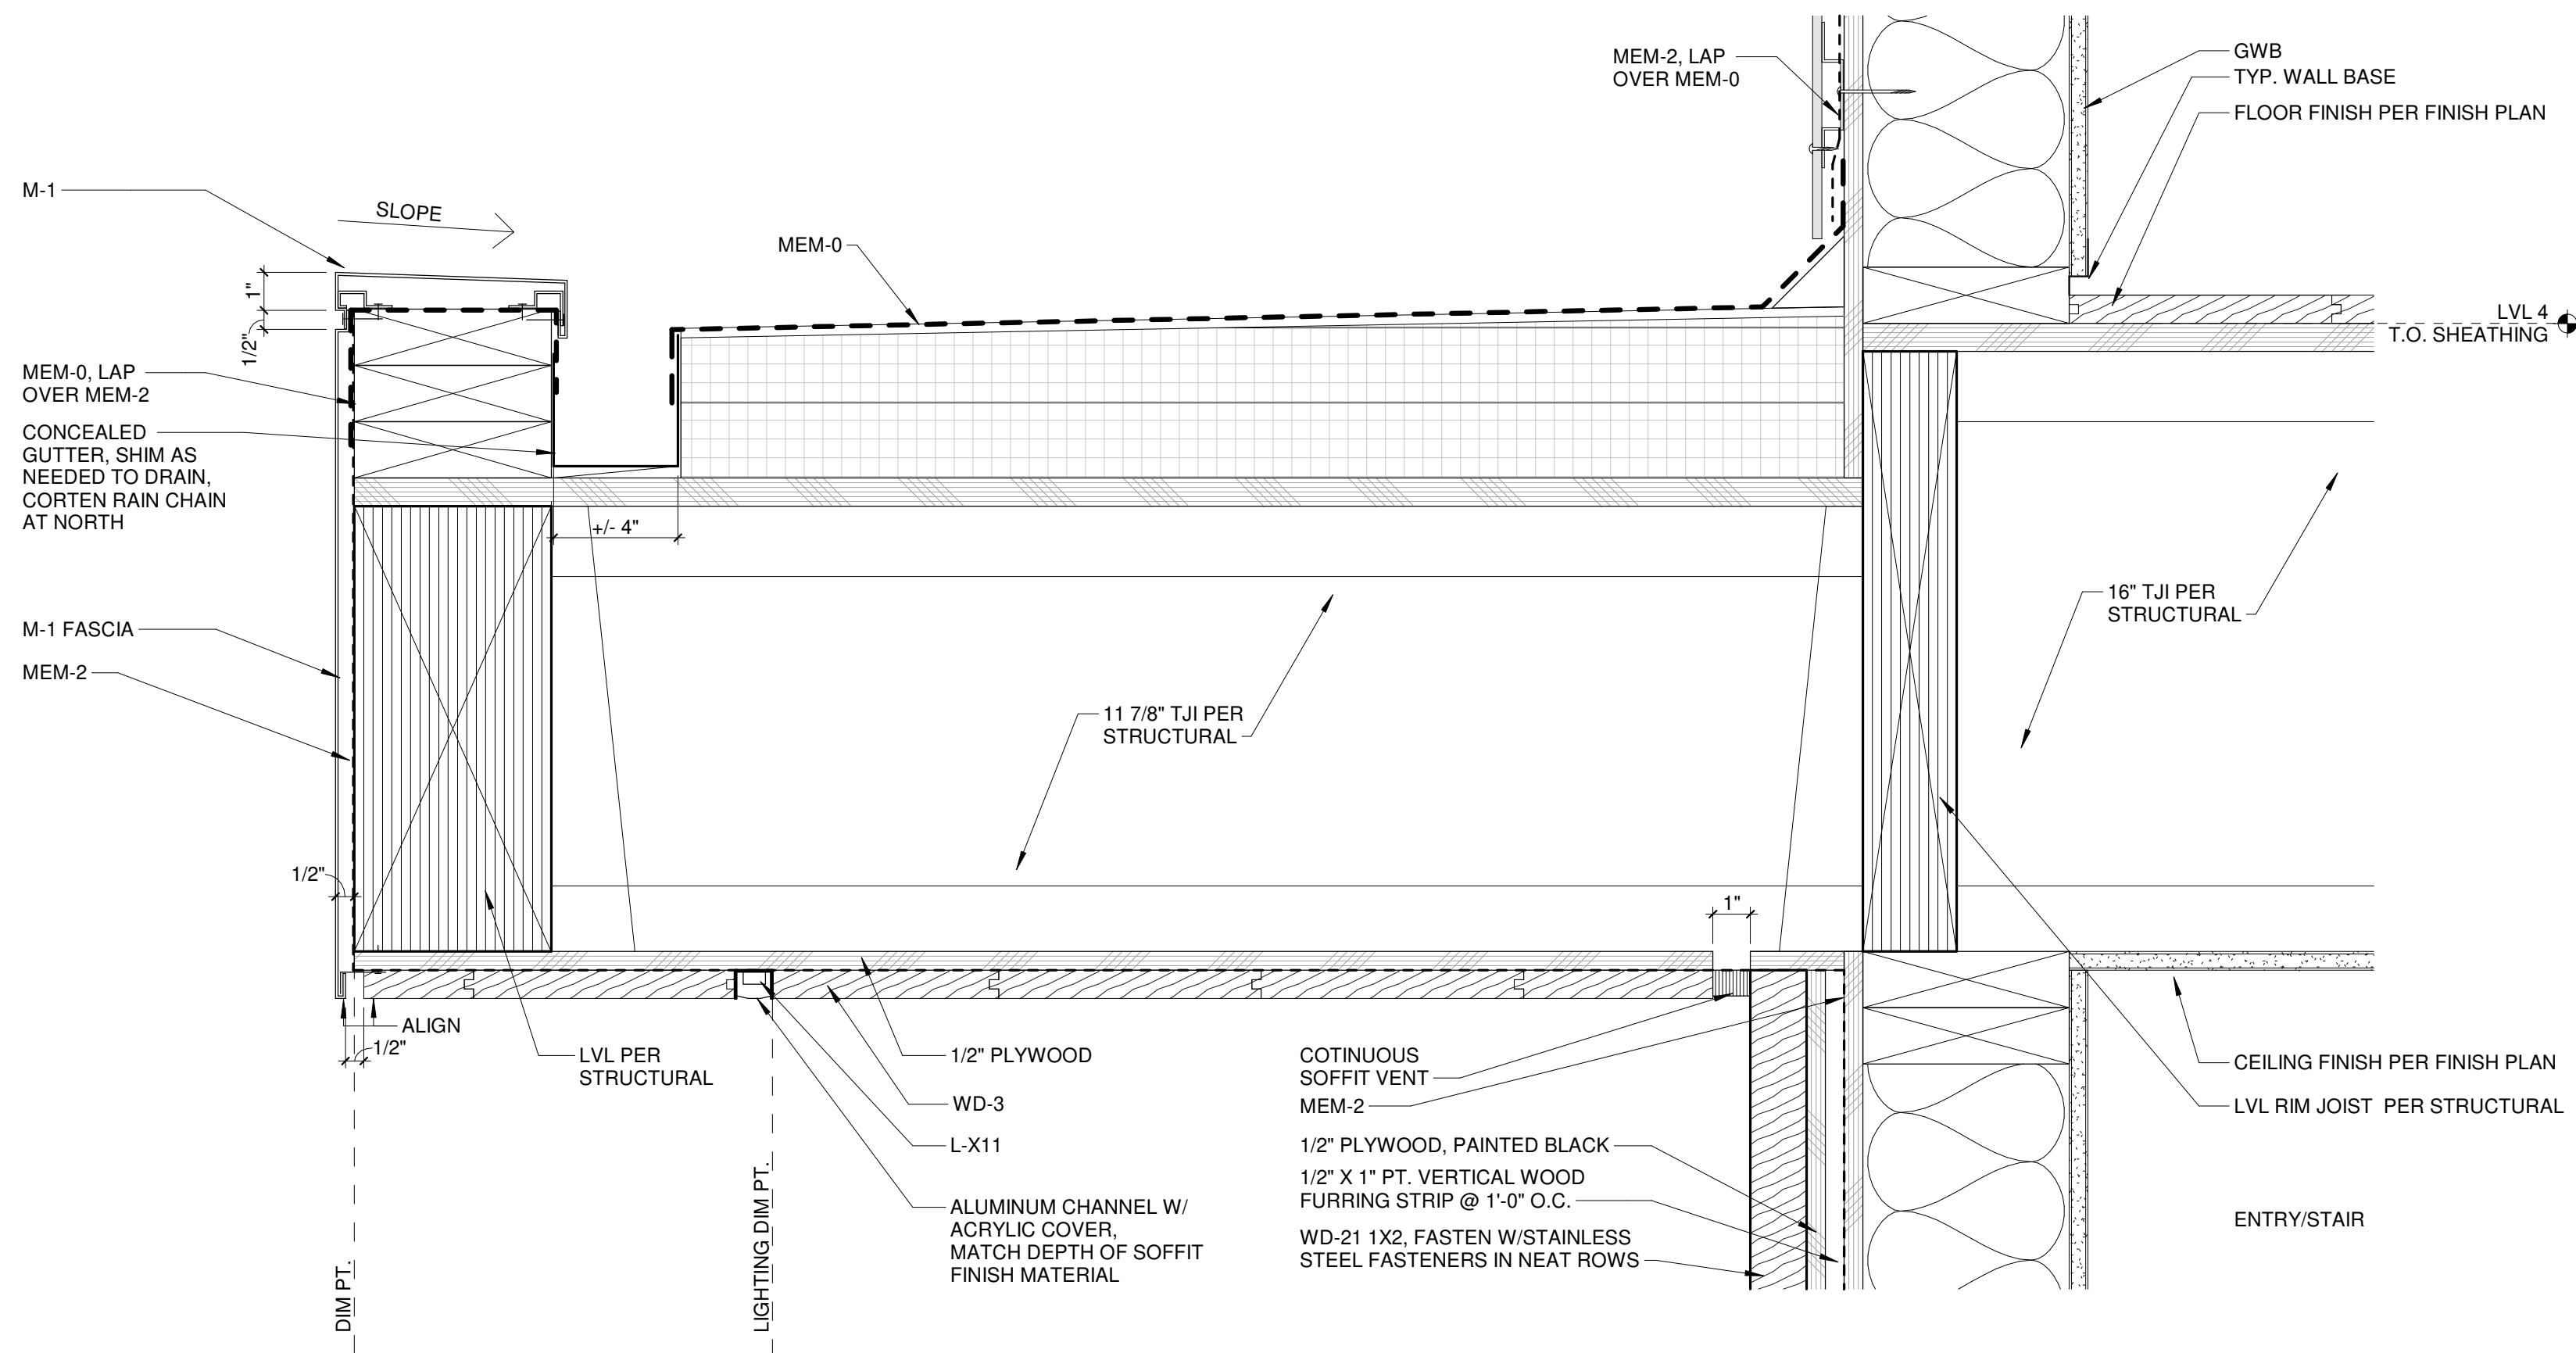 MEM-2, LAP
OVER MEM-0
GWB
TYP. WALL BASE
FLOOR FINISH PER FINISH PLAN
M-1
SLOPE
MEM-0
1"
1/2"
LVL 4
T.O. SHEATHING
MEM-0, LAP
OVER MEM-2
CONCEALED
GUTTER, SHIM AS
NEEDED TO DRAIN,
CORTEN RAIN CHAIN
AT NORTH
+/- 4"
16" TJI PER
STRUCTURAL
M-1 FASCIA
MEM-2
11 7/8" TJI PER
STRUCTURAL
1/2"
1"
ALIGN
1/2"
LVL PER
STRUCTURAL
1/2" PLYWOOD
WD-3
L-X11
ALUMINUM CHANNEL W/
ACRYLIC COVER,
MATCH DEPTH OF SOFFIT
FINISH MATERIAL
COTINUOUS
SOFFIT VENT
MEM-2
1/2" PLYWOOD, PAINTED BLACK
1/2" X 1" PT. VERTICAL WOOD
FURRING STRIP @ 1'-0" O.C.
WD-21 1X2, FASTEN W/STAINLESS
STEEL FASTENERS IN NEAT ROWS
CEILING FINISH PER FINISH PLAN
LVL RIM JOIST PER STRUCTURAL
ENTRY/STAIR
DIM PT.
LIGHTING DIM PT.